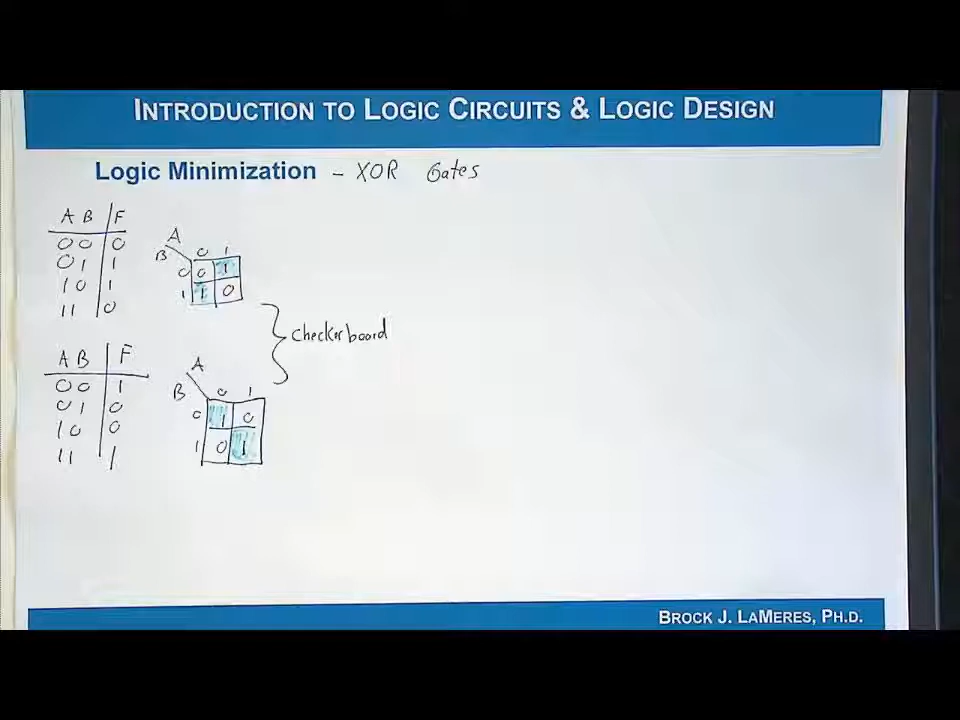 INTRODUCTION TO LOGIC CIRCUITS & LOGIC DESIGN
Logic Minimization - XOR Gates
A B F
0 0 0
0 1 1
1 0 1
1 1 0
A
B 0 1
0 0 1
1 1 0
Checkerboard
A B F
0 0 1
0 1 0
1 0 0
1 1 1
A
B 0 1
0 1 0
1 0 1
BROCK J. LAMERES, PH.D.